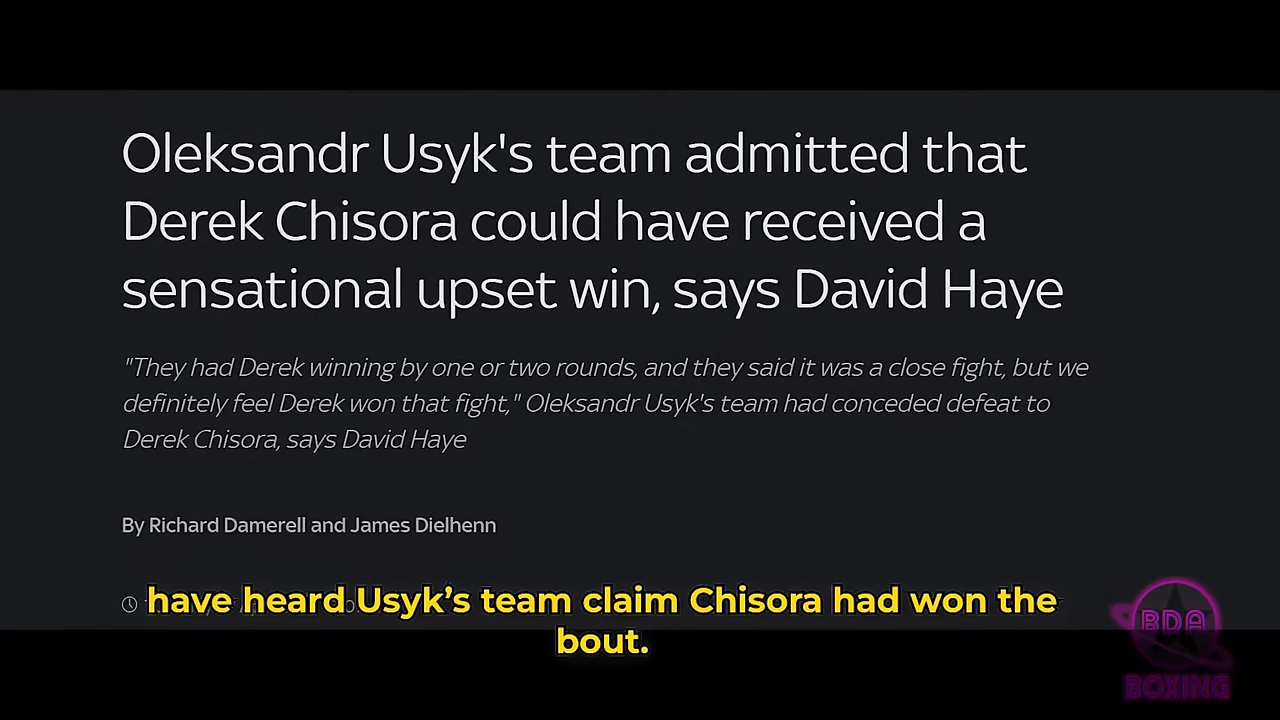 Oleksandr Usyk's team admitted that
Derek Chisora could have received a
sensational upset win, says David Haye
"They had Derek winning by one or two rounds, and they said it was a close fight, but we
definitely feel Derek won that fight," Oleksandr Usyk's team had conceded defeat to
Derek Chisora, says David Haye
By Richard Damerell and James Dielhenn
have heard Usyk’s team claim Chisora had won the
bout.
BDA
BOXING